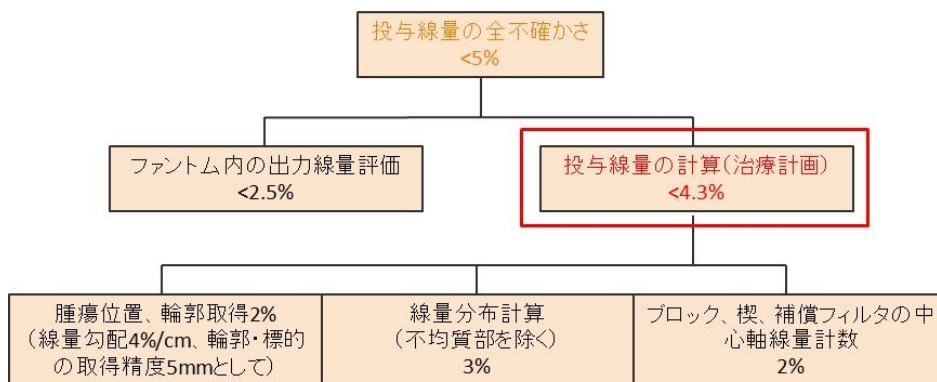 投与線量の全不確かさ
<5%
ファントム内の出力線量評価
<2.5%
投与線量の計算(治療計画)
<4.3%
腫瘍位置、輪郭取得2%
(線量勾配4%/cm、輪郭・標的
の取得精度5mmとして)
線量分布計算
(不均質部を除く)
3%
ブロック、楔、補償フィルタの中
心軸線量計数
2%